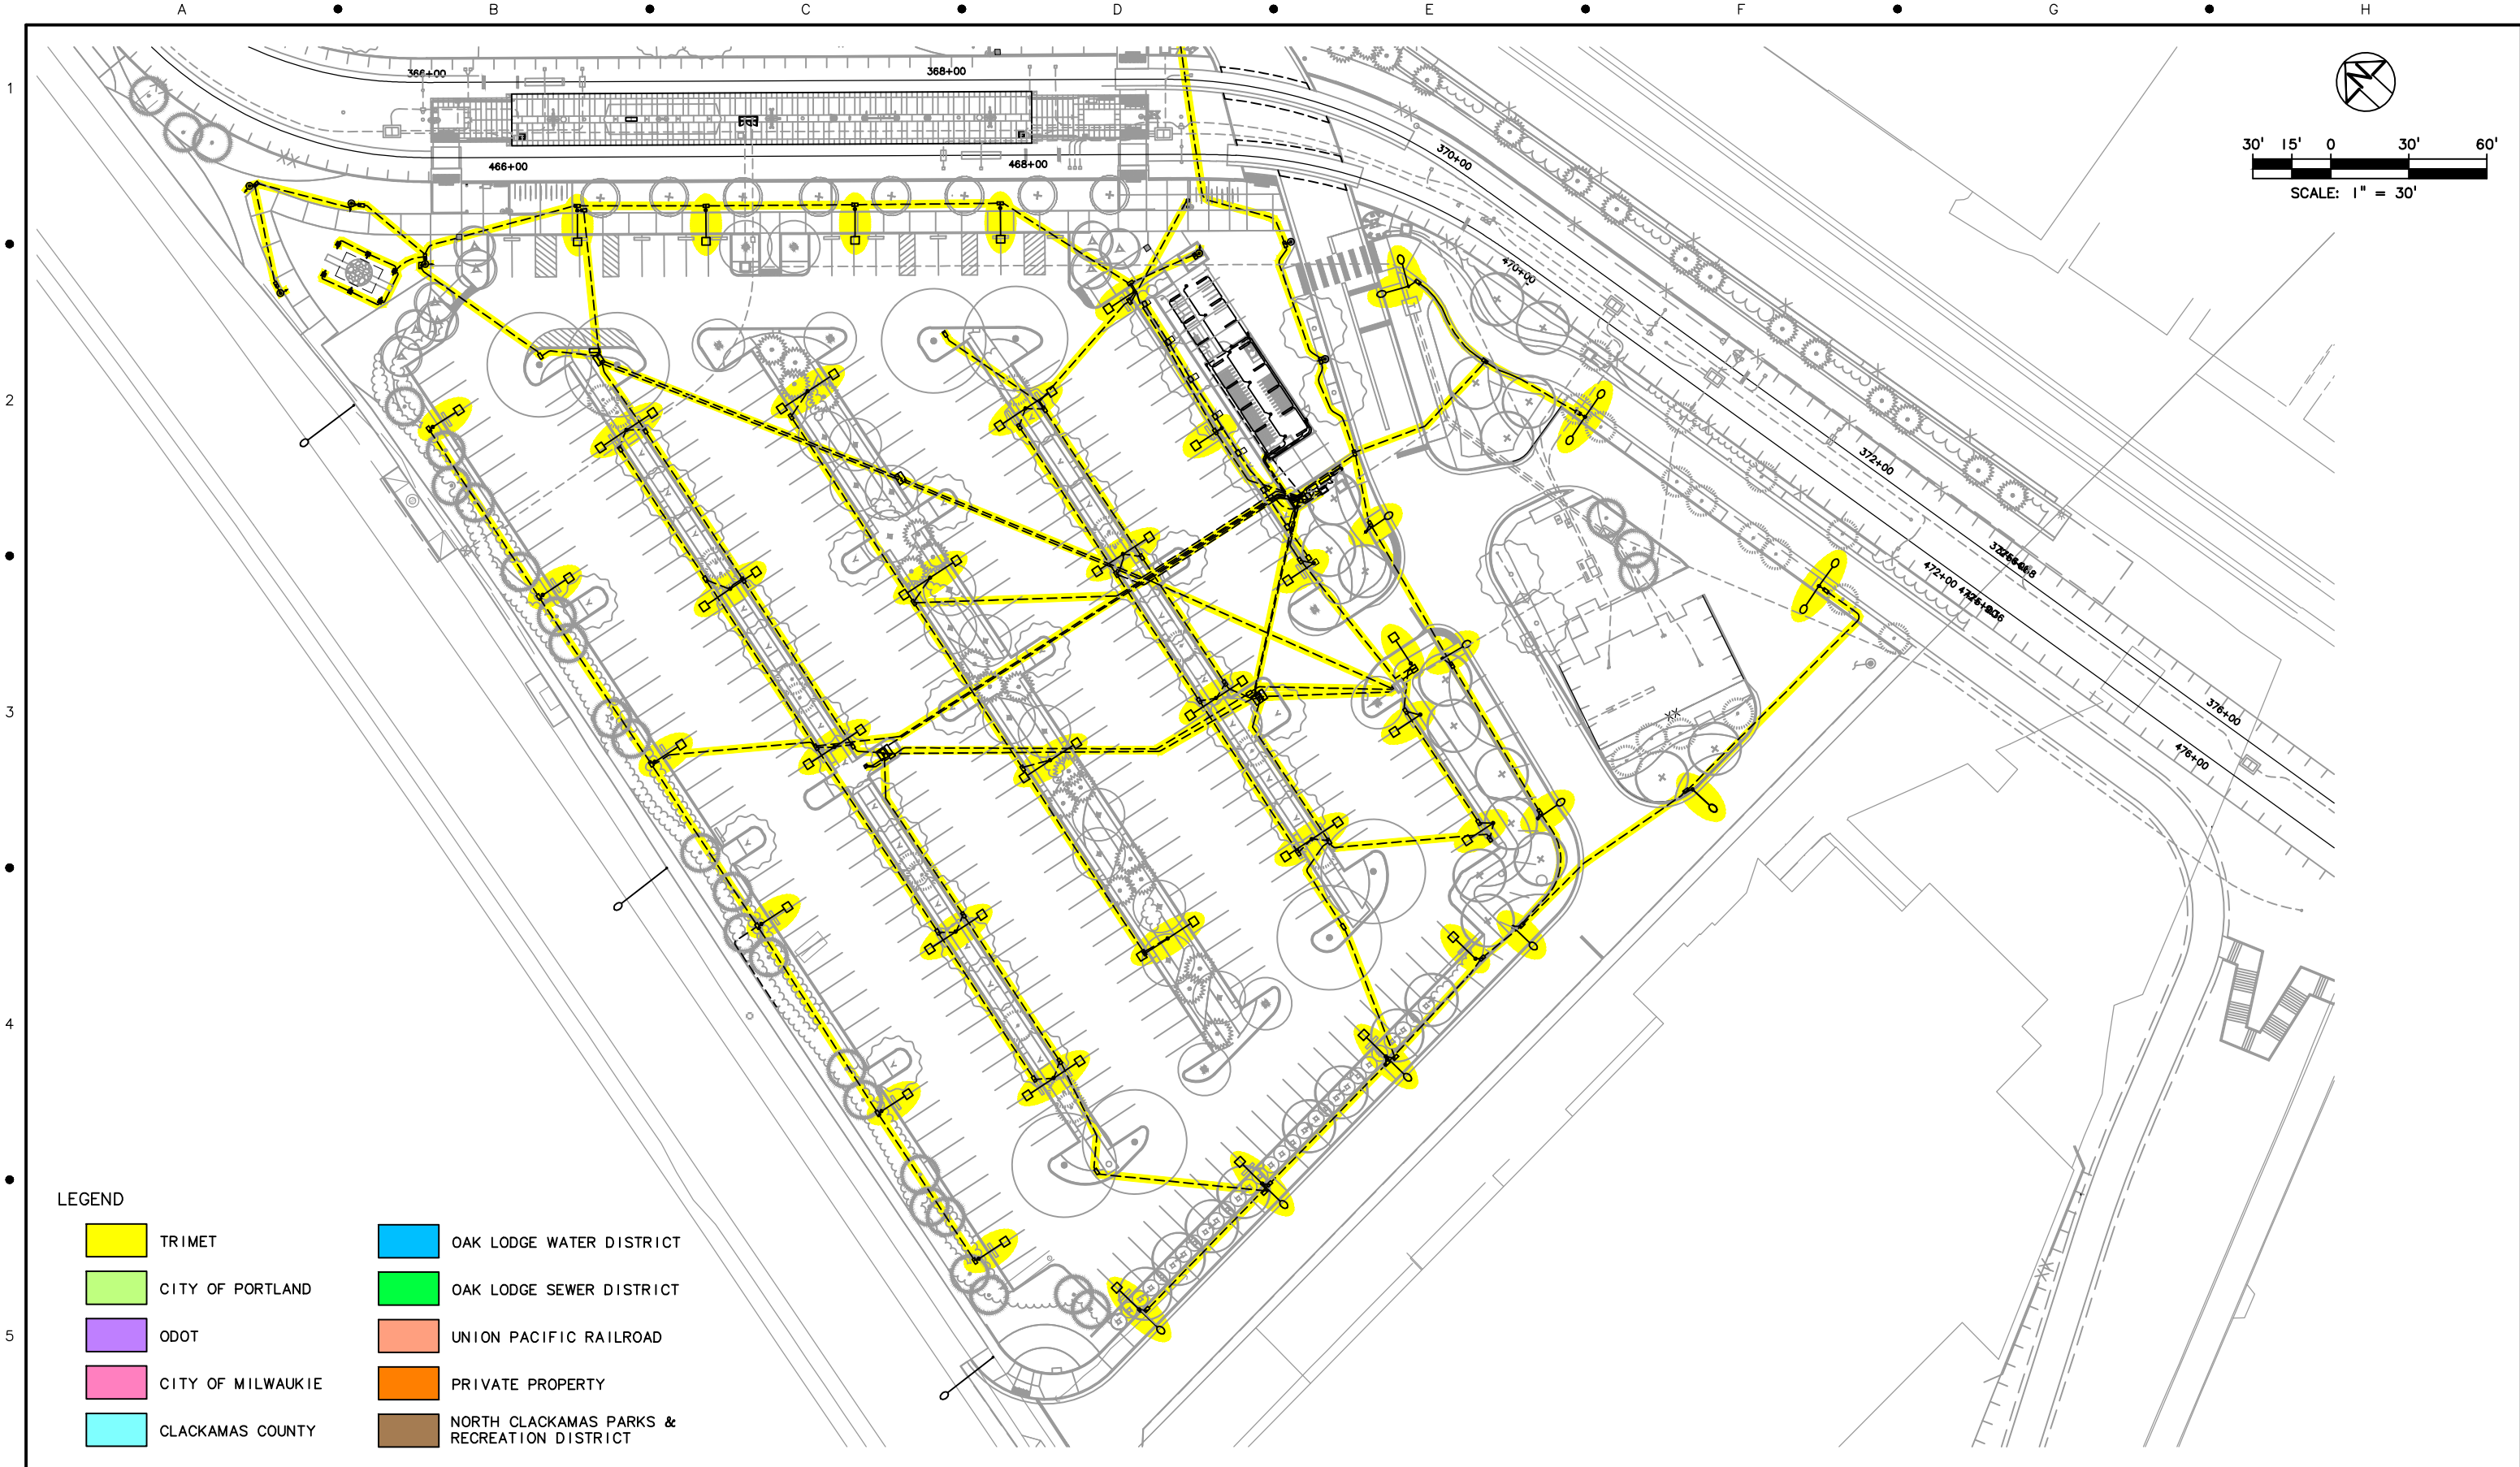 A B C D E F G H
1
366+00
368+00
30' 15' 0 30' 60'
SCALE: 1" = 30'
466+00
468+00
370+00
470+00
2
372+00
472+00
3
376+00
476+00
4
LEGEND
TRIMET
OAK LODGE WATER DISTRICT
CITY OF PORTLAND
OAK LODGE SEWER DISTRICT
5
ODOT
UNION PACIFIC RAILROAD
CITY OF MILWAUKIE
PRIVATE PROPERTY
CLACKAMAS COUNTY
NORTH CLACKAMAS PARKS &
RECREATION DISTRICT